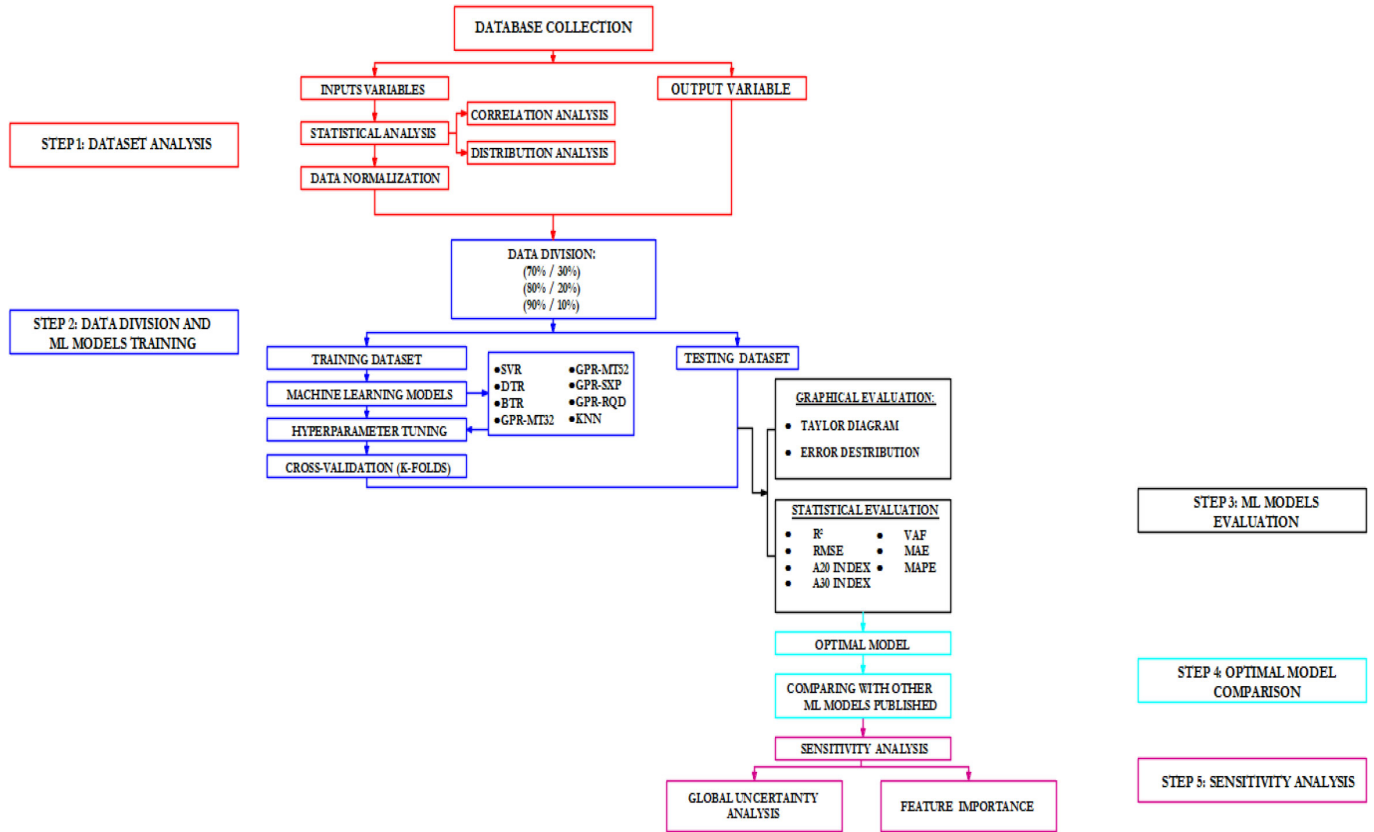 DATABASE COLLECTION
INPUTS VARIABLES
OUTPUT VARIABLE
CORRELATION ANALYSIS
STATISTICAL ANALYSIS
STEP 1: DATASET ANALYSIS
DISTRIBUTION ANALYSIS
DATA NORMALIZATION
DATA DIVISION:
(70% / 30%)
(80% / 20%)
(90% / 10%)
STEP 2: DATA DIVISION AND
ML MODELS TRAINING
TRAINING DATASET
TESTING DATASET
MACHINE LEARNING MODELS
●SVR ●GPR-MT52
●DTR ●GPR-SXP
●BTR ●GPR-RQD
●GPR-MT32 ●KNN
HYPERPARAMETER TUNING
CROSS-VALIDATION (K-FOLDS)
GRAPHICAL EVALUATION:
● TAYLOR DIAGRAM
● ERROR DESTRIBUTION
STATISTICAL EVALUATION
● R² ● VAF
● RMSE ● MAE
● A20 INDEX ● MAPE
● A30 INDEX
STEP 3: ML MODELS
EVALUATION
OPTIMAL MODEL
COMPARING WITH OTHER
ML MODELS PUBLISHED
STEP 4: OPTIMAL MODEL
COMPARISON
SENSITIVITY ANALYSIS
STEP 5: SENSITIVITY ANALYSIS
GLOBAL UNCERTAINTY
ANALYSIS
FEATURE IMPORTANCE